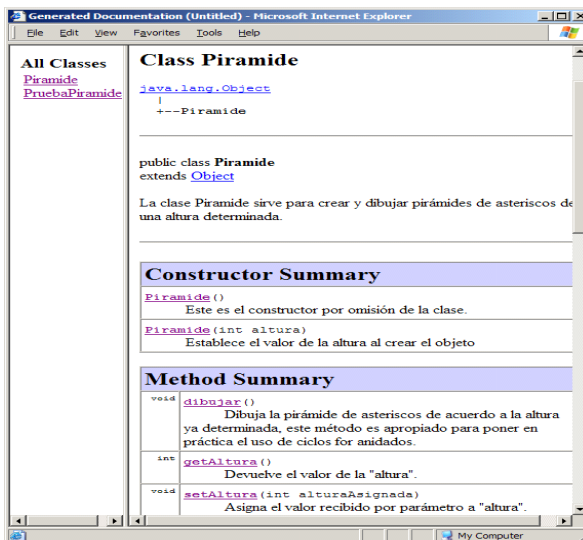 Generated Documentation (Untitled) - Microsoft Internet Explorer
File Edit View Favorites Tools Help
All Classes
Piramide
PruebaPiramide
Class Piramide
java.lang.Object
|
+--Piramide
public class Piramide
extends Object
La clase Piramide sirve para crear y dibujar pirámides de asteriscos de
una altura determinada.
Constructor Summary
Piramide()
Este es el constructor por omisión de la clase.
Piramide(int altura)
Establece el valor de la altura al crear el objeto
Method Summary
void dibujar()
Dibuja la pirámide de asteriscos de acuerdo a la altura
ya determinada, este método es apropiado para poner en
práctica el uso de ciclos for anidados.
int getAltura()
Devuelve el valor de la "altura".
void setAltura(int alturaAsignada)
Asigna el valor recibido por parámetro a "altura".
My Computer